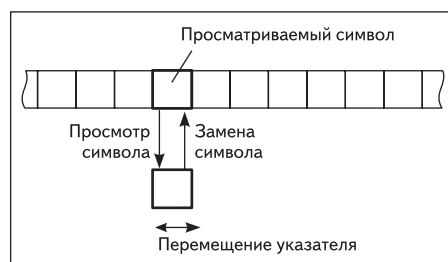 Просматриваемый символ
Просмотр
символа
Замена
символа
Перемещение указателя